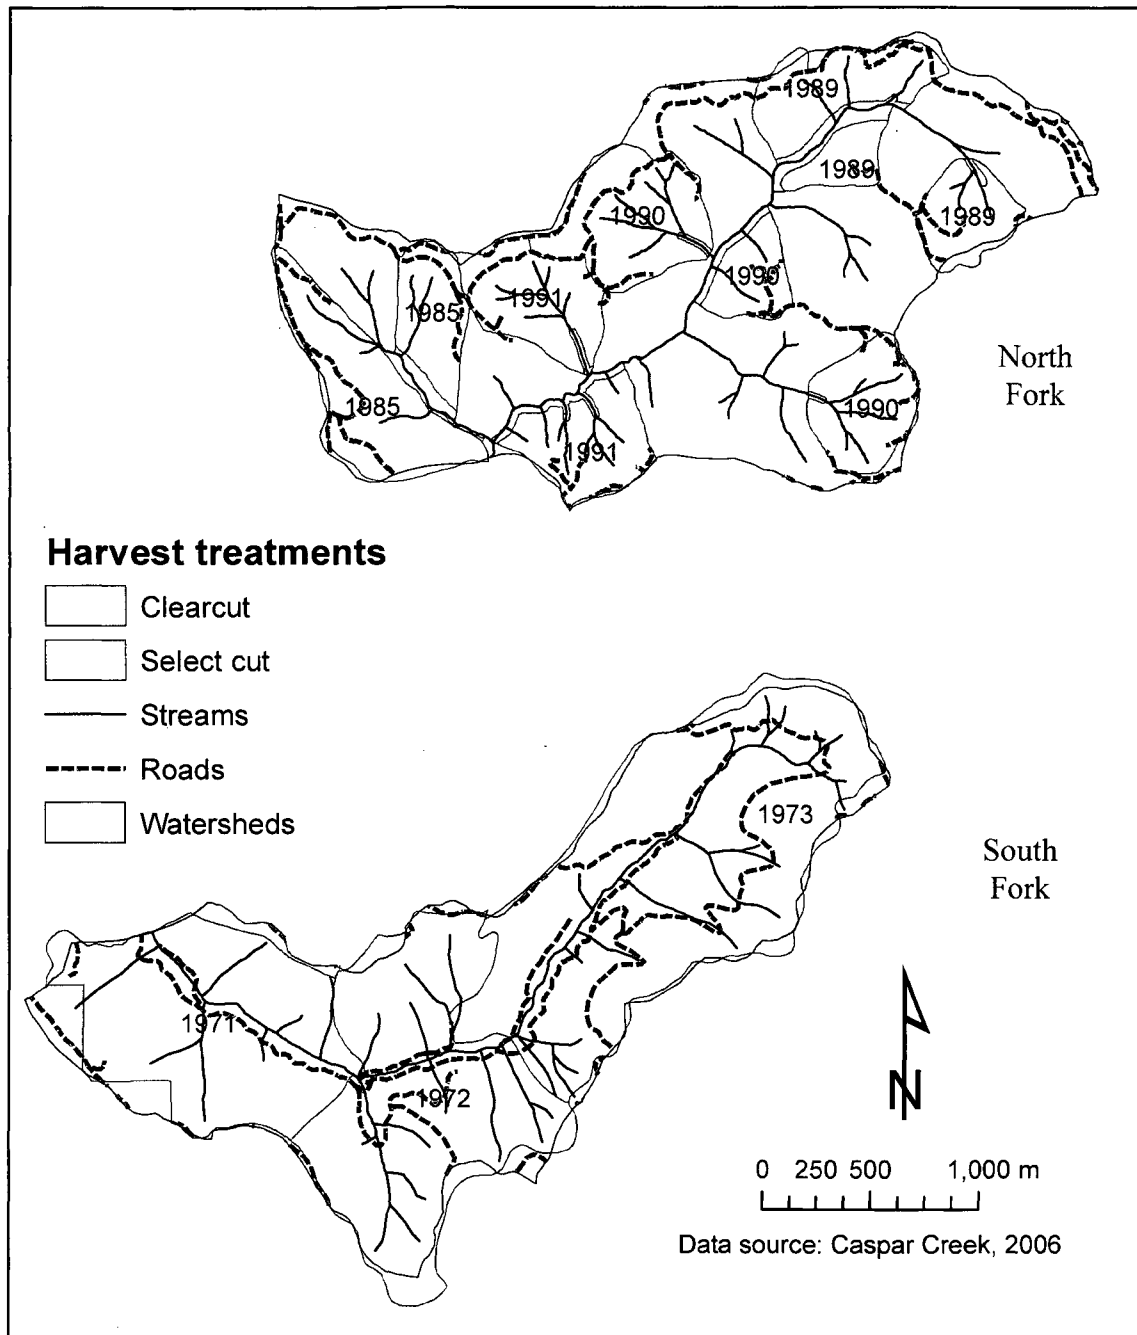 1989
1989
1989
1990
1990
1991
1985
1985
1990
1991
North
Fork
Harvest treatments
Clearcut
Select cut
Streams
Roads
Watersheds
1973
South
Fork
1971
1972
N
0 250 500 1,000 m
Data source: Caspar Creek, 2006